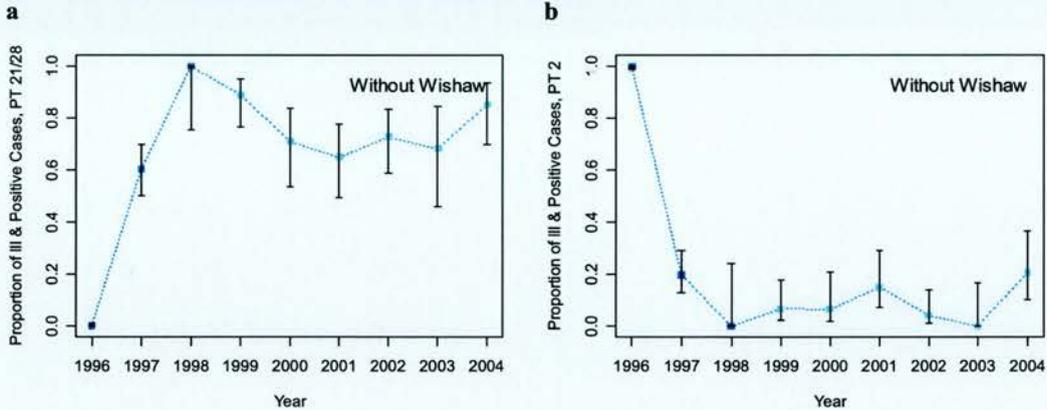 a
Proportion of Ill & Positive Cases, PT 21/28
1.0
0.8
0.6
0.4
0.2
0.0
Without Wishaw
1996 1997 1998 1999 2000 2001 2002 2003 2004
Year
b
Proportion of Ill & Positive Cases, PT 2
1.0
0.8
0.6
0.4
0.2
0.0
Without Wishaw
1996 1997 1998 1999 2000 2001 2002 2003 2004
Year